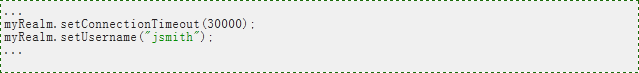 ...
myRealm.setConnectionTimeout(30000);
myRealm.setUsername("jsmith");
...